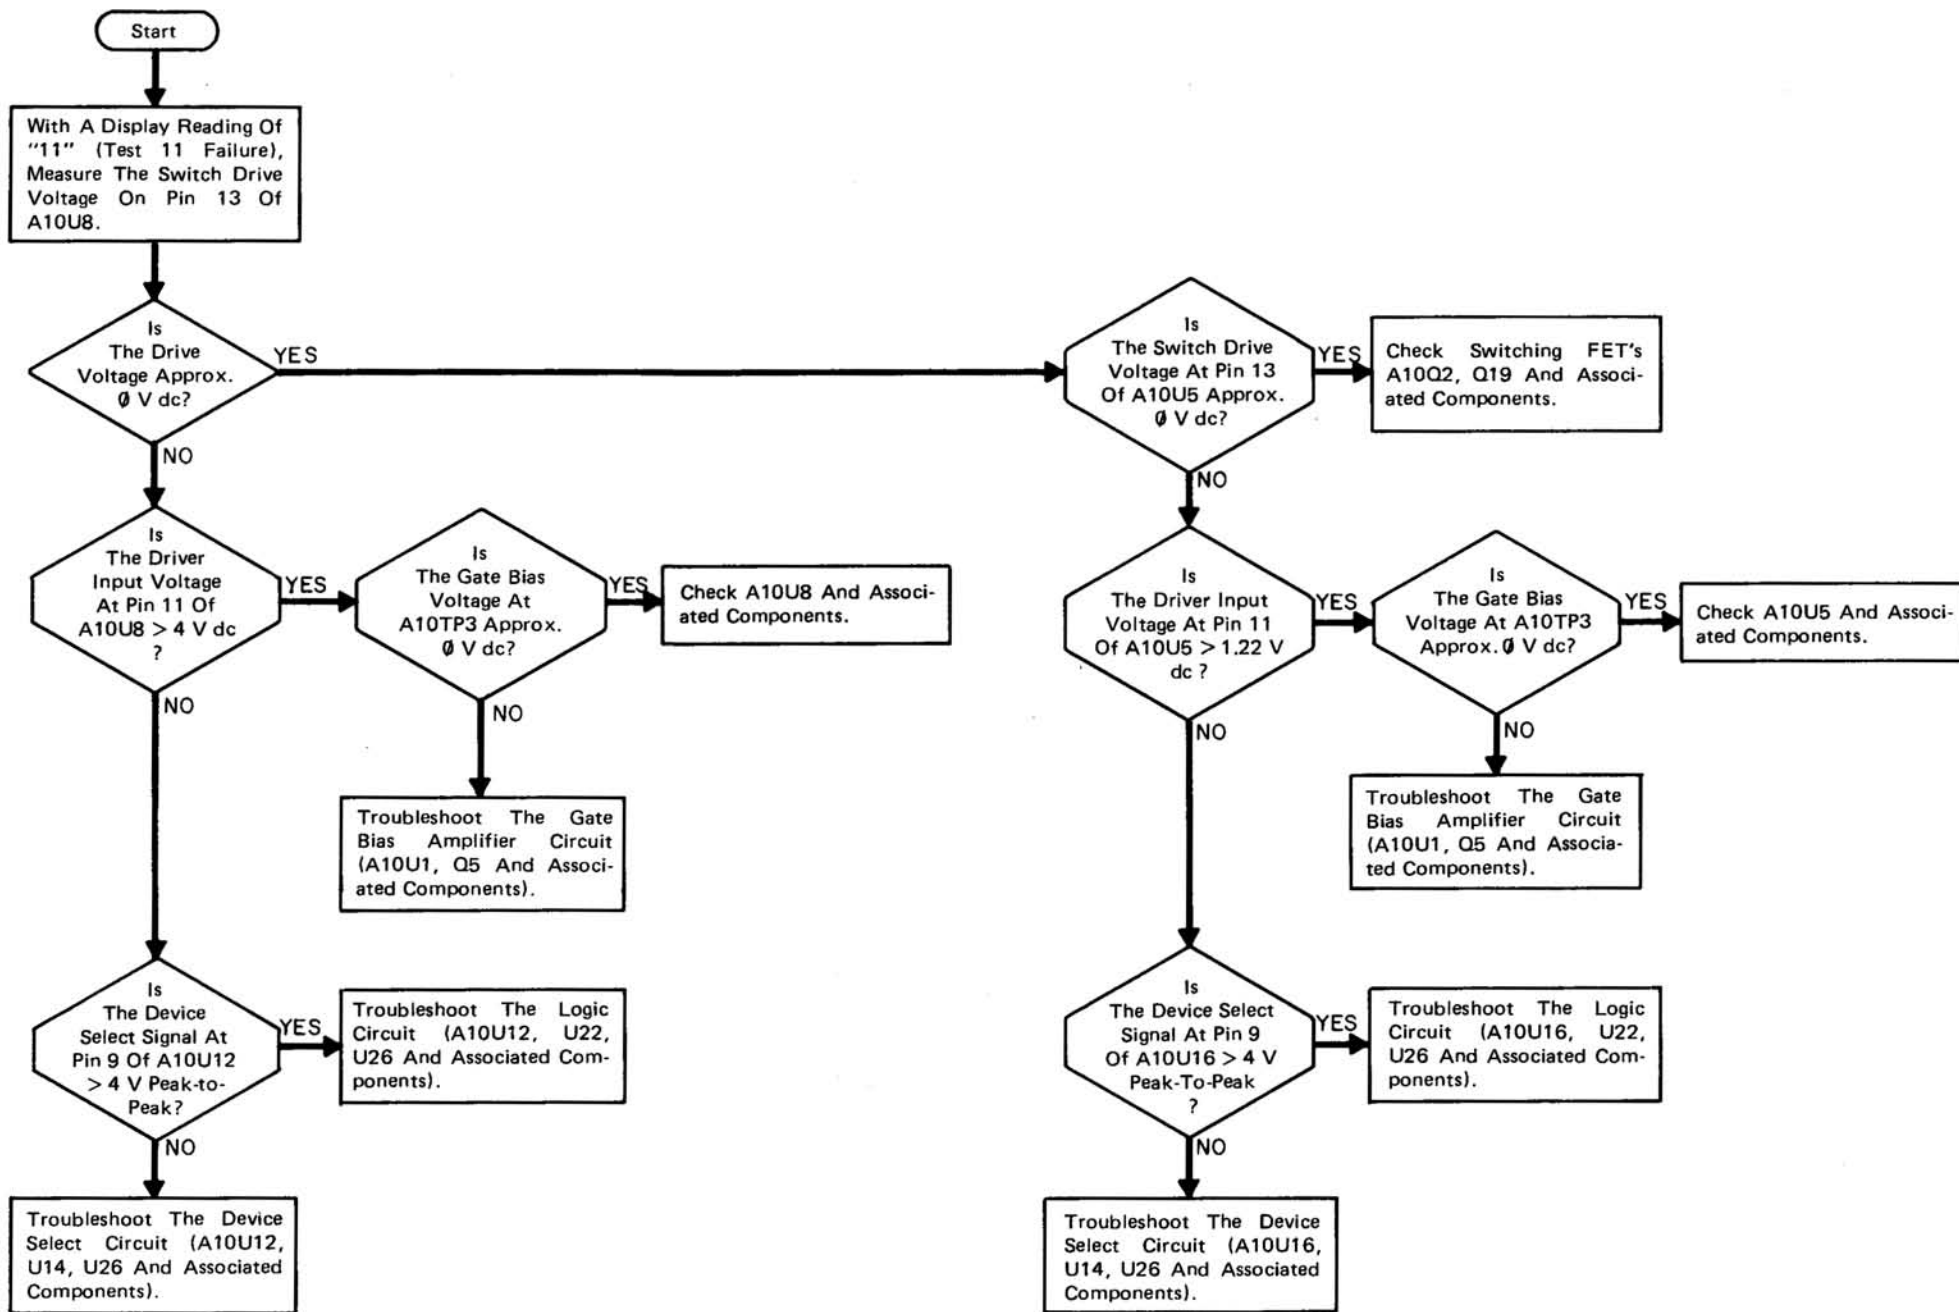 Start
With A Display Reading Of
"11" (Test 11 Failure),
Measure The Switch Drive
Voltage On Pin 13 Of
A10U8.
Is
The Drive
Voltage Approx.
Ø V dc?
YES
NO
Is
The Driver
Input Voltage
At Pin 11 Of
A10U8 > 4 V dc
?
YES
NO
Is
The Gate Bias
Voltage At
A10TP3 Approx.
Ø V dc?
YES
NO
Check A10U8 And Associ-
ated Components.
Troubleshoot The Gate
Bias Amplifier Circuit
(A10U1, Q5 And Associ-
ated Components).
Is
The Device
Select Signal At
Pin 9 Of A10U12
> 4 V Peak-to-
Peak?
YES
NO
Troubleshoot The Logic
Circuit (A10U12, U22,
U26 And Associated Com-
ponents).
Troubleshoot The Device
Select Circuit (A10U12,
U14, U26 And Associated
Components).
Is
The Switch Drive
Voltage At Pin 13
Of A10U5 Approx.
Ø V dc?
YES
NO
Check Switching FET's
A10Q2, Q19 And Associ-
ated Components.
Is
The Driver Input
Voltage At Pin 11
Of A10U5 > 1.22 V
dc ?
YES
NO
Is
The Gate Bias
Voltage At A10TP3
Approx. Ø V dc?
YES
NO
Check A10U5 And Associ-
ated Components.
Troubleshoot The Gate
Bias Amplifier Circuit
(A10U1, Q5 And Associa-
ted Components).
Is
The Device Select
Signal At Pin 9
Of A10U16 > 4 V
Peak-To-Peak
?
YES
NO
Troubleshoot The Logic
Circuit (A10U16, U22,
U26 And Associated Com-
ponents).
Troubleshoot The Device
Select Circuit (A10U16,
U14, U26 And Associated
Components).